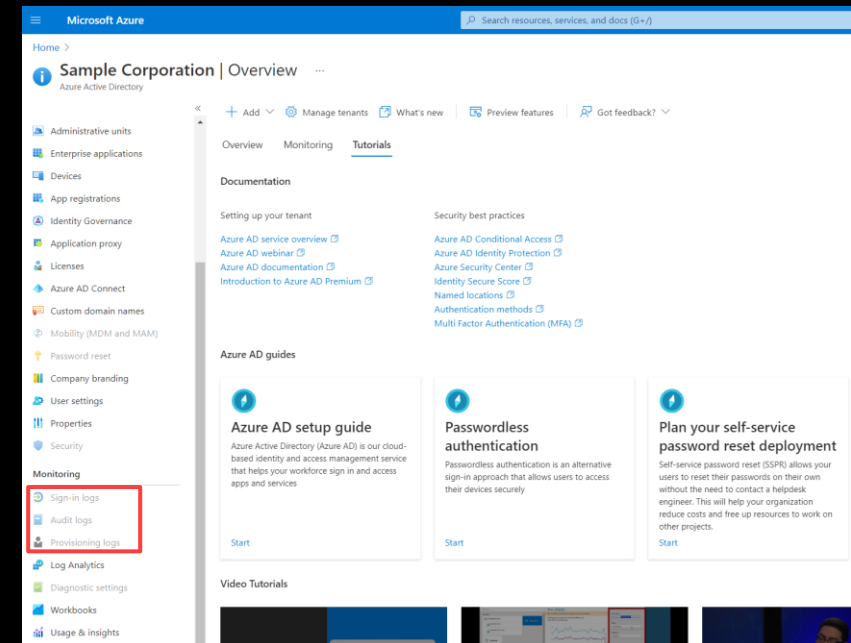 Microsoft Azure
Search resources, services, and docs (G+/)
Home >
Sample Corporation | Overview ...
Azure Active Directory
«
Add
Manage tenants
What's new
Preview features
Got feedback?
Administrative units
Enterprise applications
Devices
App registrations
Identity Governance
Application proxy
Licenses
Azure AD Connect
Custom domain names
Mobility (MDM and MAM)
Password reset
Company branding
User settings
Properties
Security
Monitoring
Sign-in logs
Audit logs
Provisioning logs
Log Analytics
Diagnostic settings
Workbooks
Usage & insights
Overview
Monitoring
Tutorials
Documentation
Setting up your tenant
Azure AD service overview
Azure AD webinar
Azure AD documentation
Introduction to Azure AD Premium
Security best practices
Azure AD Conditional Access
Azure AD Identity Protection
Azure Security Center
Identity Secure Score
Named locations
Authentication methods
Multi Factor Authentication (MFA)
Azure AD guides
Azure AD setup guide
Azure Active Directory (Azure AD) is our cloud-
based identity and access management service
that helps your workforce sign in and access
apps and services
Start
Passwordless
authentication
Passwordless authentication is an alternative
sign-in approach that allows users to access
their devices securely
Start
Plan your self-service
password reset deployment
Self-service password reset (SSPR) allows your
users to reset their passwords on their own
without the need to contact a helpdesk
engineer. This will help your organization
reduce costs and free up resources to work on
other projects.
Start
Video Tutorials